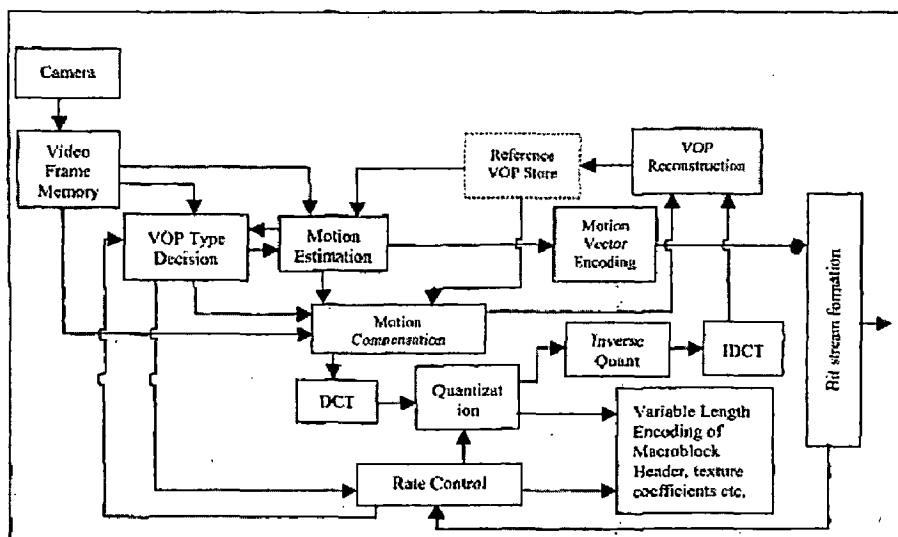 Camera
Video
Frame
Memory
Reference
VOP Store
VOP
Reconstruction
VOP Type
Decision
Motion
Estimation
Motion
Vector
Encoding
Motion
Compensation
Inverse
Quant
IDCT
DCT
Quantizat
ion
Variable Length
Encoding of
Macroblock
Header, texture
coefficients etc.
Rate Control
Bit stream formation